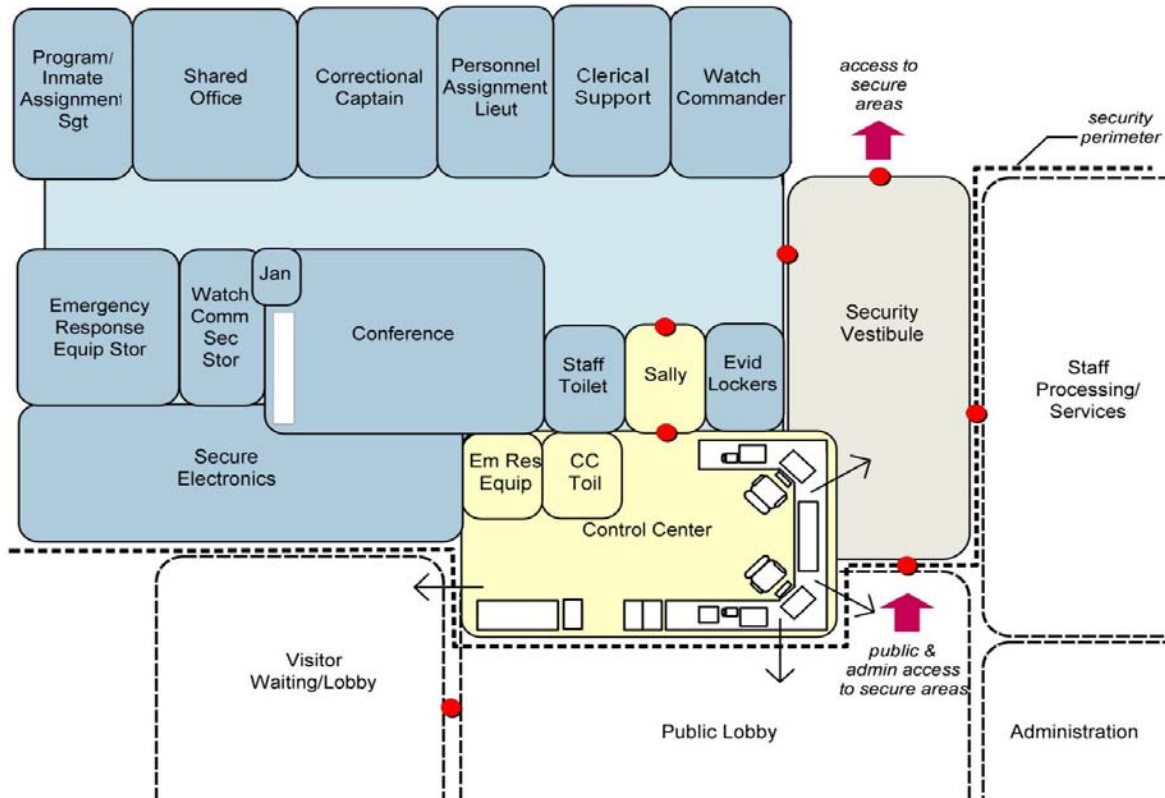 Program/
Inmate
Assignment
Sgt
Shared
Office
Correctional
Captain
Personnel
Assignment
Lieut
Clerical
Support
Watch
Commander
access to
secure
areas
security
perimeter
Emergency
Response
Equip Stor
Watch
Comm
Sec
Stor
Jan
Conference
Staff
Toilet
Sally
Evid
Lockers
Security
Vestibule
Staff
Processing/
Services
Secure
Electronics
Em Res
Equip
CC
Toil
Control Center
Visitor
Waiting/Lobby
public &
admin access
to secure areas
Public Lobby
Administration